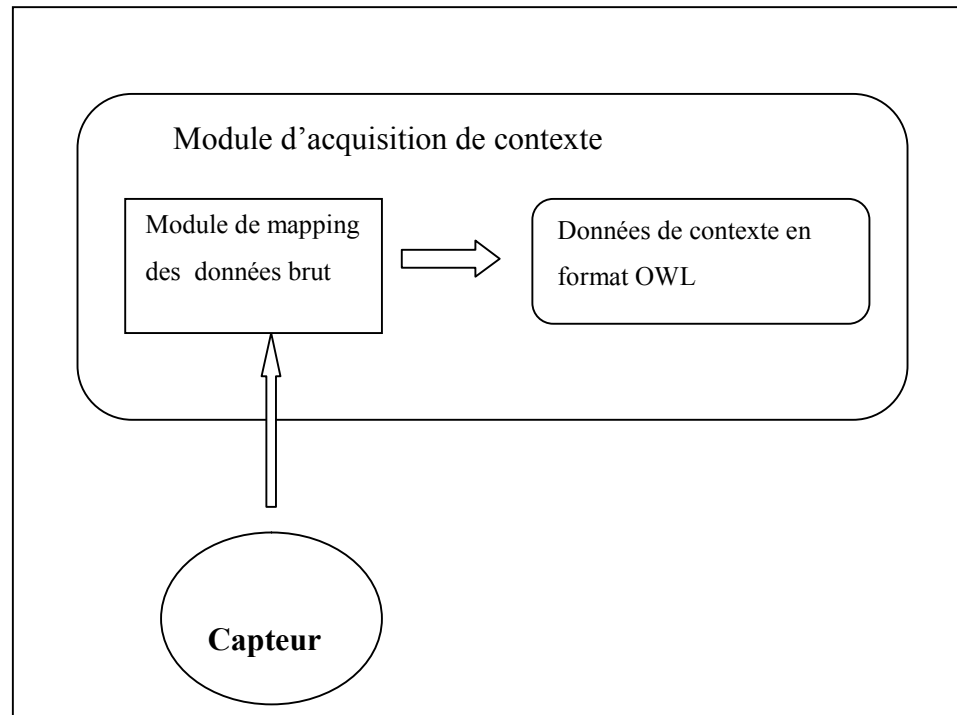 Module d’acquisition de contexte
Module de mapping
des données brut
Données de contexte en
format OWL
Capteur